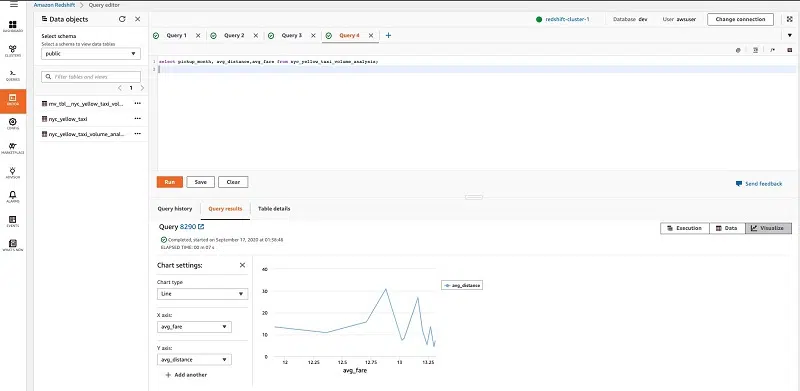 Amazon Redshift > Query editor
redshift-cluster-1
Database dev
User awsuser
Change connection
DASHBOARD
CLUSTERS
QUERIES
EDITOR
CONFIG
MARKETPLACE
ADVISOR
ALARMS
EVENTS
WHAT'S NEW
Data objects
Select schema
Select a schema to view data tables
public
Filter tables and views
< 1 >
mv_tbl__nyc_yellow_taxi_vol...
nyc_yellow_taxi
nyc_yellow_taxi_volume_anal...
Query 1
Query 2
Query 3
Query 4
1 select pickup_month, avg_distance,avg_fare from nyc_yellow_taxi_volume_analysis;
2
Run
Save
Clear
Send feedback
Query history
Query results
Table details
Query 8290
Completed, started on September 17, 2020 at 01:58:46
ELAPSED TIME: 00 m 07 s
Execution
Data
Visualize
Chart settings:
Chart type
Line
X axis:
avg_fare
Y axis:
avg_distance
+ Add another
40
30
20
10
0
12 12.25 12.5 12.75 13 13.25
avg_fare
avg_distance